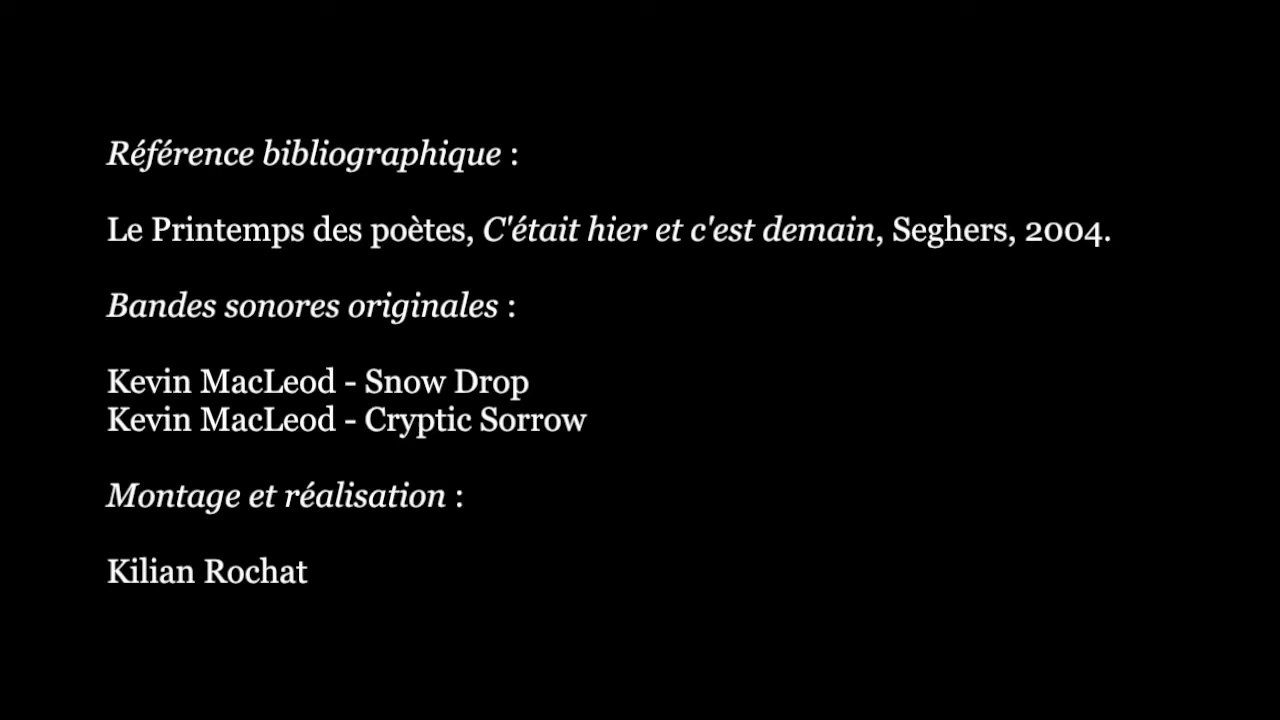 Référence bibliographique :
Le Printemps des poètes, C'était hier et c'est demain, Seghers, 2004.
Bandes sonores originales :
Kevin MacLeod - Snow Drop
Kevin MacLeod - Cryptic Sorrow
Montage et réalisation :
Kilian Rochat